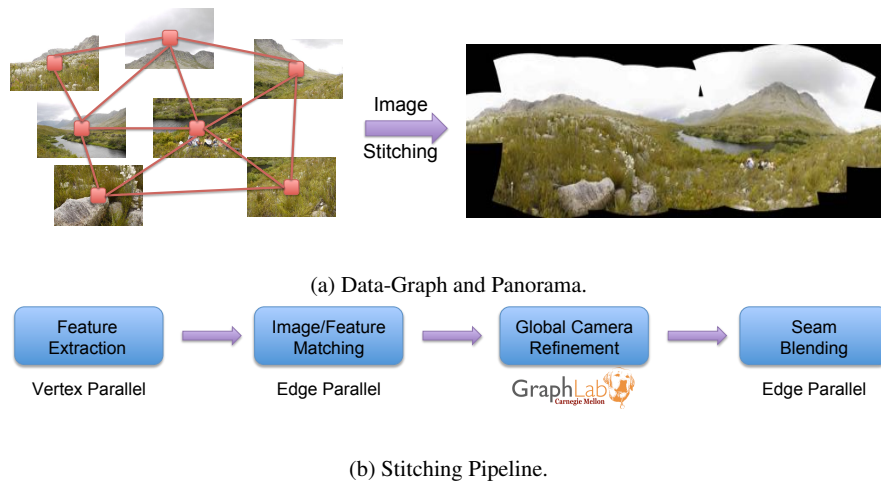 Image
Stitching
(a) Data-Graph and Panorama.
Feature
Extraction
Image/Feature
Matching
Global Camera
Refinement
Seam
Blending
Vertex Parallel
Edge Parallel
GraphLab
Carnegie Mellon
Edge Parallel
(b) Stitching Pipeline.